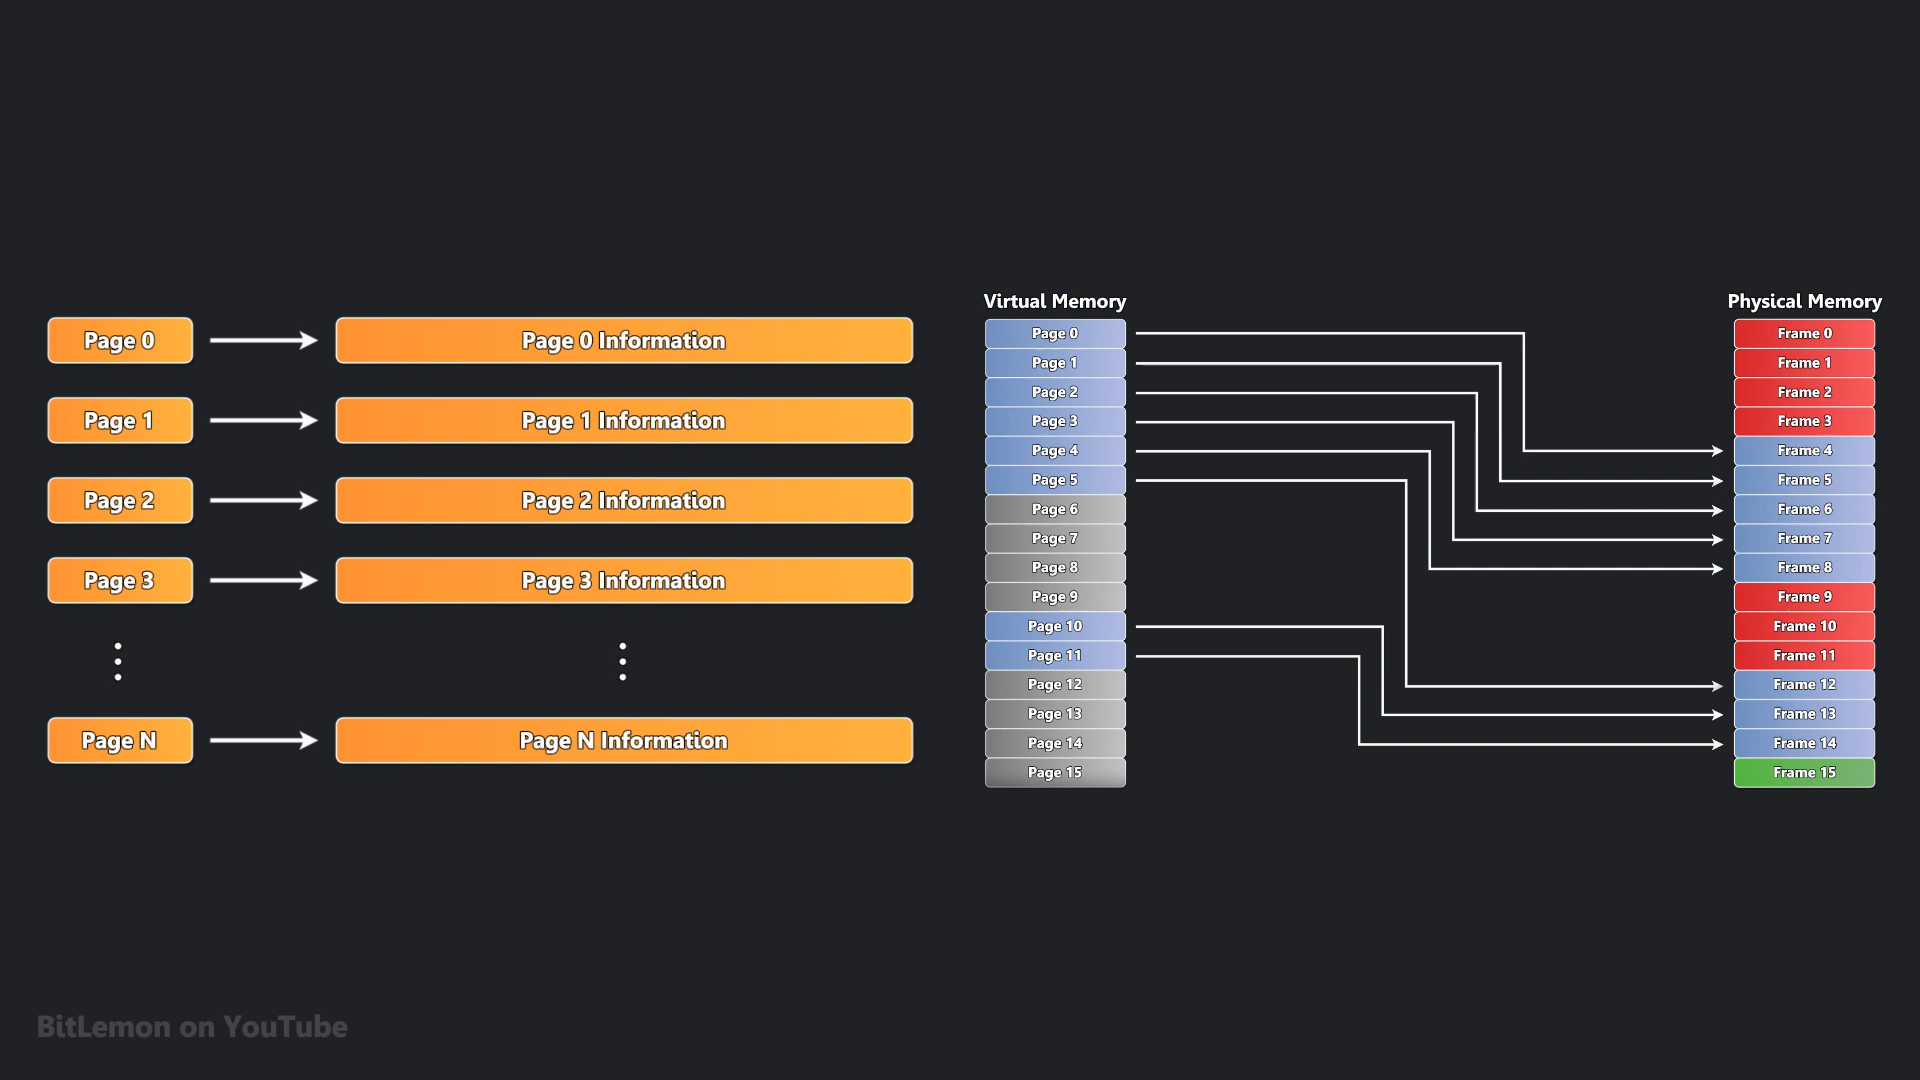 Page 0
Page 0 Information
Page 1
Page 1 Information
Page 2
Page 2 Information
Page 3
Page 3 Information
Page N
Page N Information
Virtual Memory
Page 0
Page 1
Page 2
Page 3
Page 4
Page 5
Page 6
Page 7
Page 8
Page 9
Page 10
Page 11
Page 12
Page 13
Page 14
Page 15
Physical Memory
Frame 0
Frame 1
Frame 2
Frame 3
Frame 4
Frame 5
Frame 6
Frame 7
Frame 8
Frame 9
Frame 10
Frame 11
Frame 12
Frame 13
Frame 14
Frame 15
BitLemon on YouTube